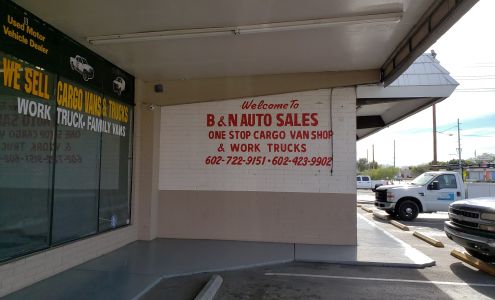 Used Motor
Vehicle Dealer
WE SELL CARGO VANS & TRUCKS
WORK TRUCK• FAMILY VANS
Welcome To
B & N AUTO SALES
ONE STOP CARGO VAN SHOP
& WORK TRUCKS
602-722-9151 • 602-423-9902